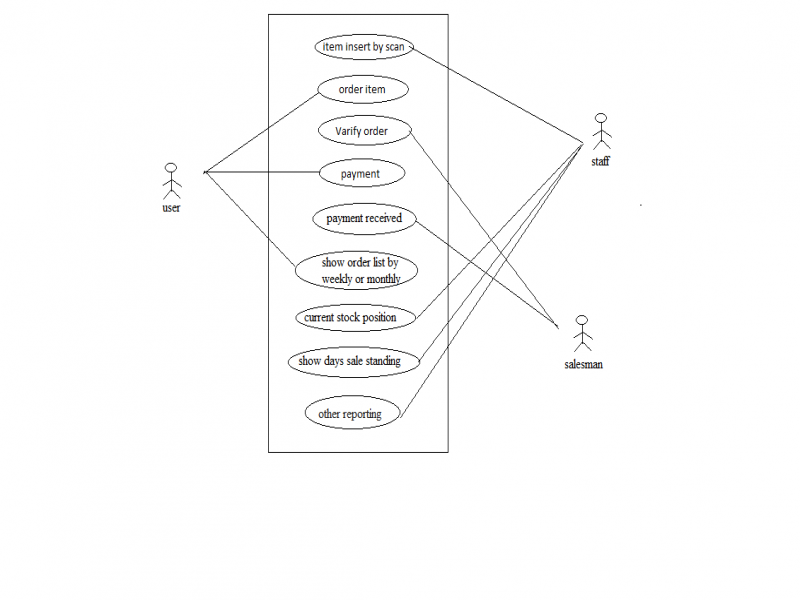 item insert by scan
order item
Varify order
payment
payment received
show order list by
weekly or monthly
current stock position
show days sale standing
other reporting
user
staff
salesman